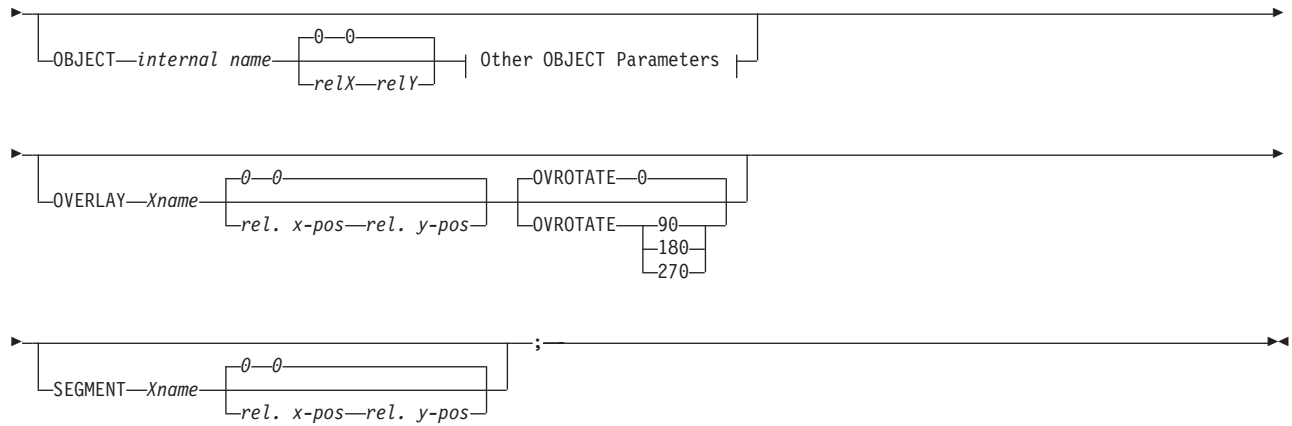 0 0
OBJECT internal name Other OBJECT Parameters
relX relY
0 0 OVROTATE 0
OVERLAY Xname
rel. x-pos rel. y-pos OVROTATE 90
180
270
;
0 0
SEGMENT Xname
rel. x-pos rel. y-pos